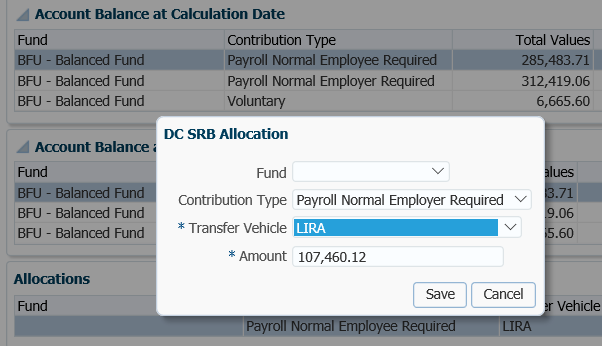 Account Balance at Calculation Date
Fund Contribution Type Total Values
BFU - Balanced Fund Payroll Normal Employee Required 285,483.71
BFU - Balanced Fund Payroll Normal Employer Required 312,419.06
BFU - Balanced Fund Voluntary 6,665.60
DC SRB Allocation
Account Balance a
Fund
Fund alues
Contribution Type Payroll Normal Employer Required
BFU - Balanced Fund 83.71
* Transfer Vehicle LIRA
BFU - Balanced Fund 9.06
BFU - Balanced Fund 65.60
* Amount 107,460.12
Allocations
Save Cancel
Fund er Vehicle
Payroll Normal Employee Required LIRA